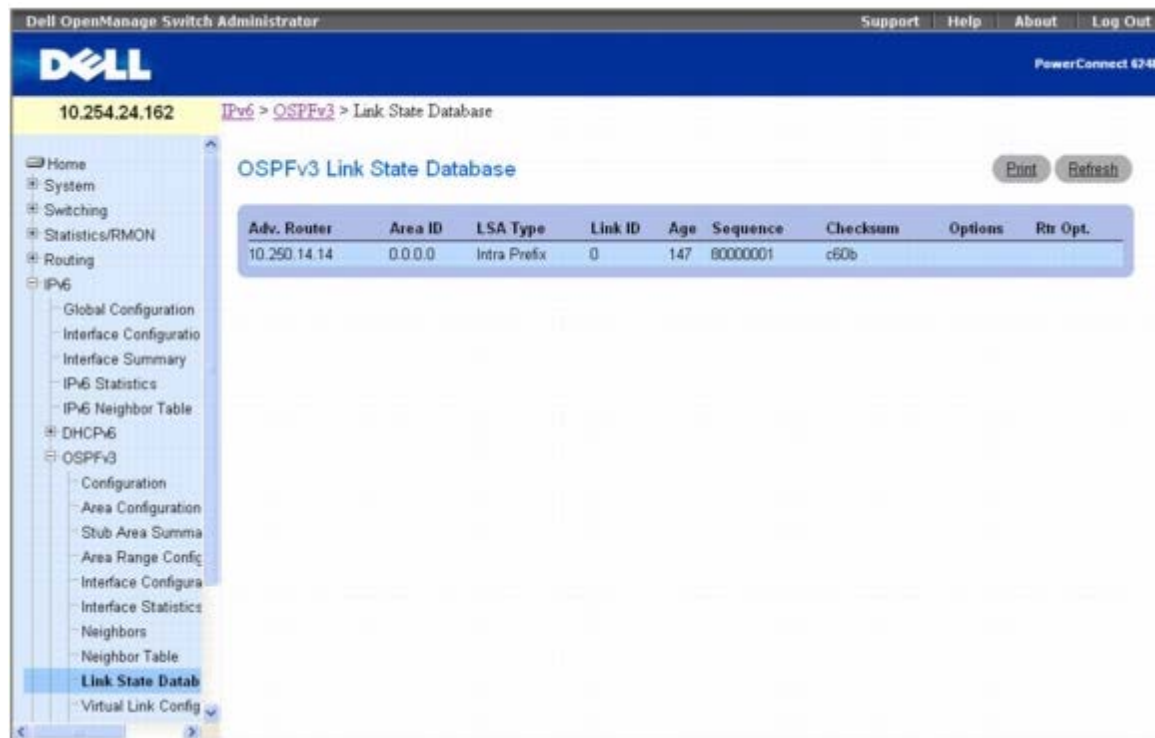 Dell OpenManage Switch Administrator
Support Help About Log Out
DELL
PowerConnect 624
10.254.24.162
IPv6 > OSPFv3 > Link State Database
Home
System
Switching
Statistics/RMON
Routing
IPv6
Global Configuration
Interface Configuratio
Interface Summary
IPv6 Statistics
IPv6 Neighbor Table
DHCPv6
OSPFv3
Configuration
Area Configuration
Stub Area Summa
Area Range Config
Interface Configura
Interface Statistics
Neighbors
Neighbor Table
Link State Datab
Virtual Link Config
OSPFv3 Link State Database
Print Refresh
Adv. Router Area ID LSA Type Link ID Age Sequence Checksum Options Rtr Opt.
10.250.14.14 0.0.0.0 Intra Prefix 0 147 80000001 c60b